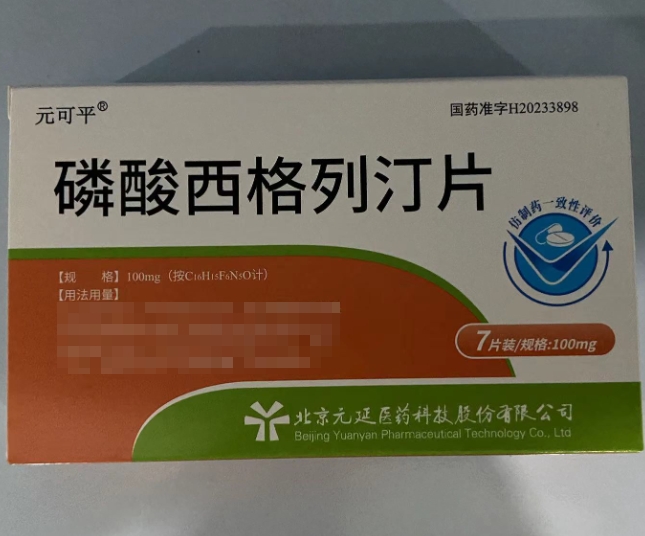 元可平®
国药准字H20233898
磷酸西格列汀片
仿制药一致性评价
【规 格】100mg（按C₁₆H₁₅F₆N₅O计）
【用法用量】
7片装/规格:100mg
北京元延医药科技股份有限公司
Beijing Yuanyan Pharmaceutical Technology Co., Ltd